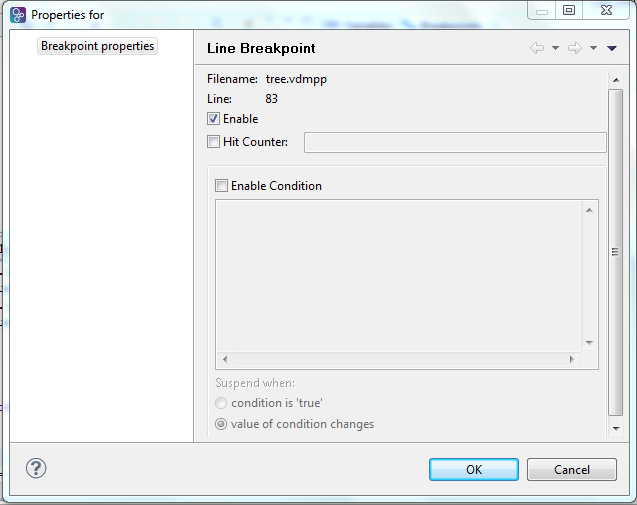 Properties for
Breakpoint properties
Line Breakpoint
Filename: tree.vdmpp
Line: 83
Enable
Hit Counter:
Enable Condition
Suspend when:
condition is 'true'
value of condition changes
?
OK
Cancel